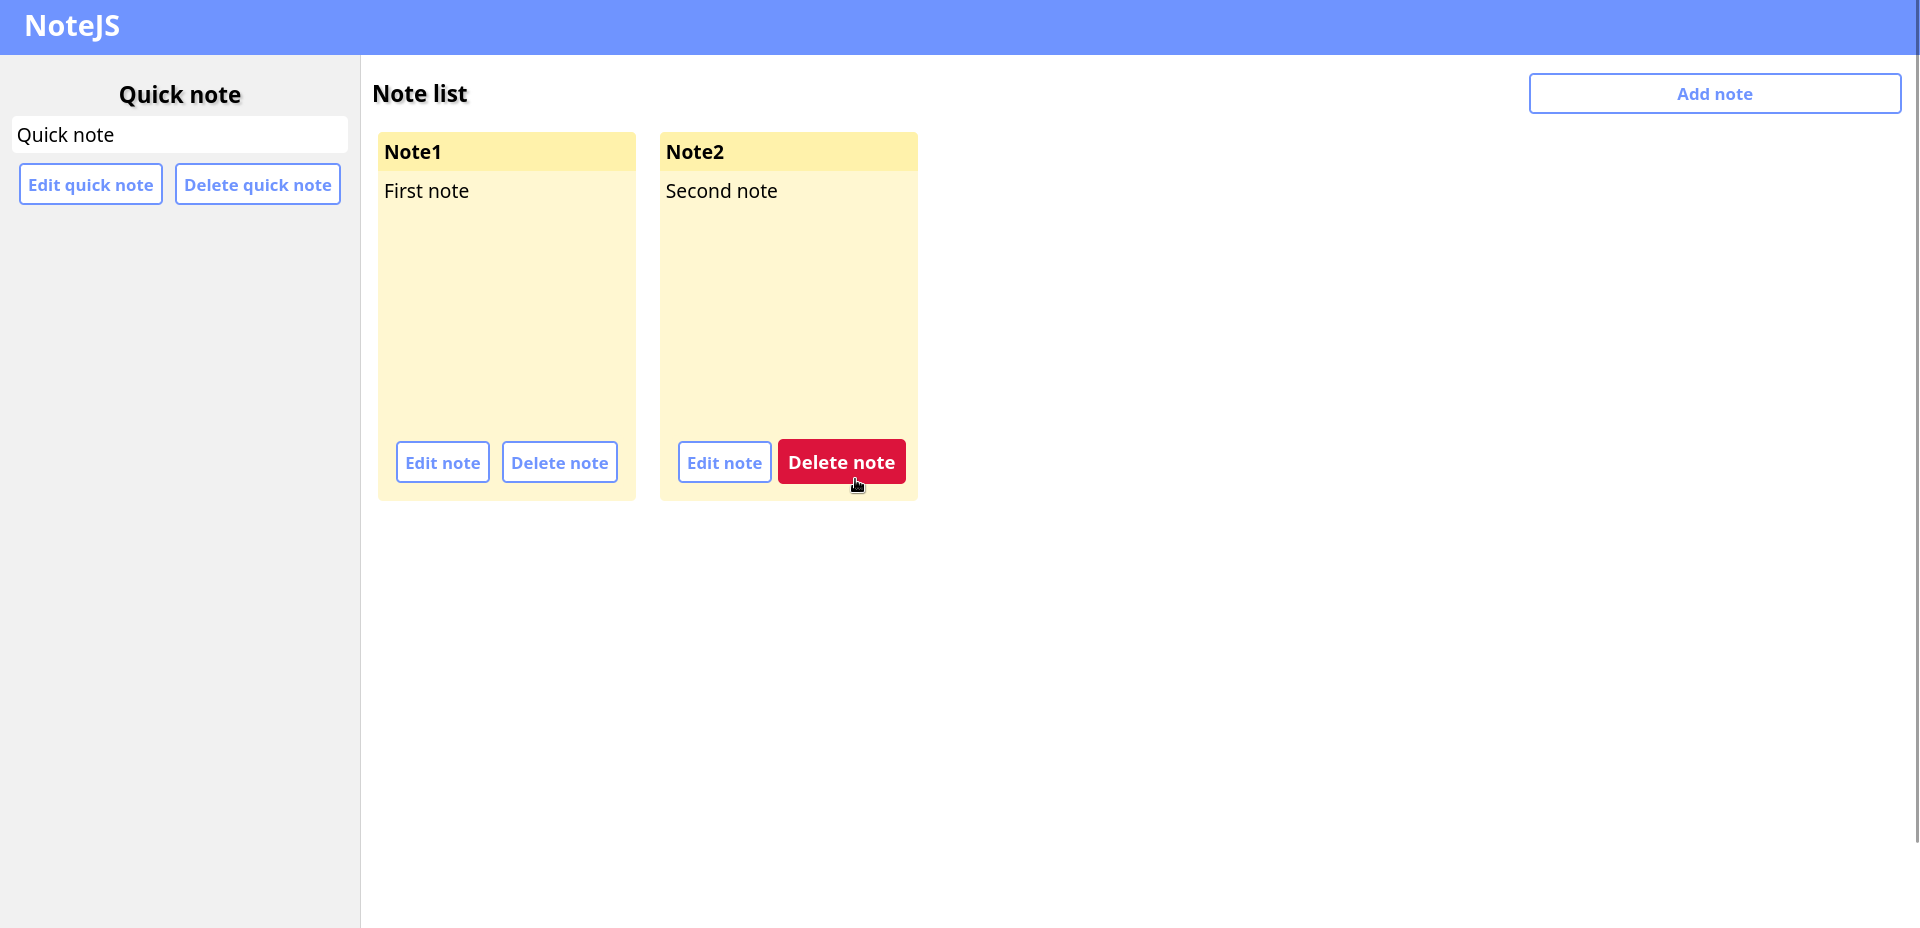 NoteJS
Quick note
Quick note
Edit quick note
Delete quick note
Note list
Add note
Note1
First note
Edit note
Delete note
Note2
Second note
Edit note
Delete note